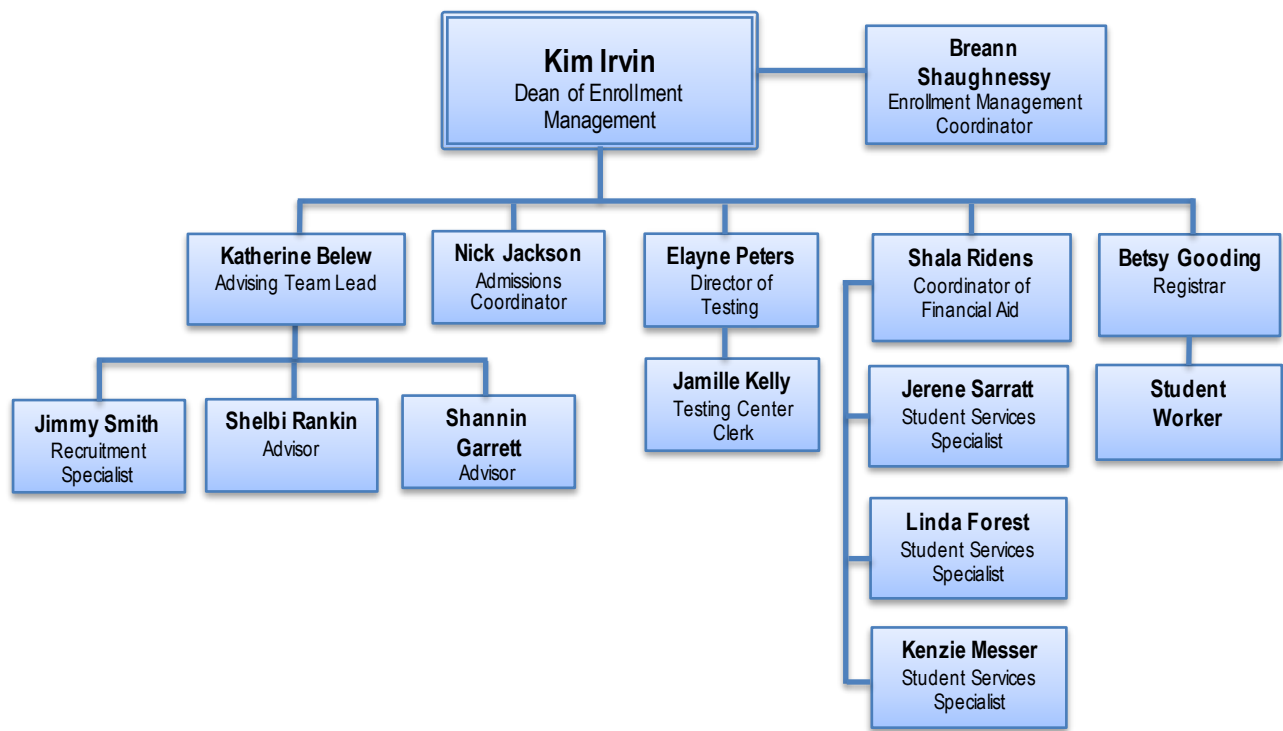 Kim Irvin
Dean of Enrollment
Management
Breann
Shaughnessy
Enrollment Management
Coordinator
Katherine Belew
Advising Team Lead
Nick Jackson
Admissions
Coordinator
Elayne Peters
Director of
Testing
Shala Ridens
Coordinator of
Financial Aid
Betsy Gooding
Registrar
Jimmy Smith
Recruitment
Specialist
Shelbi Rankin
Advisor
Shannin
Garrett
Advisor
Jamille Kelly
Testing Center
Clerk
Jerene Sarratt
Student Services
Specialist
Student
Worker
Linda Forest
Student Services
Specialist
Kenzie Messer
Student Services
Specialist